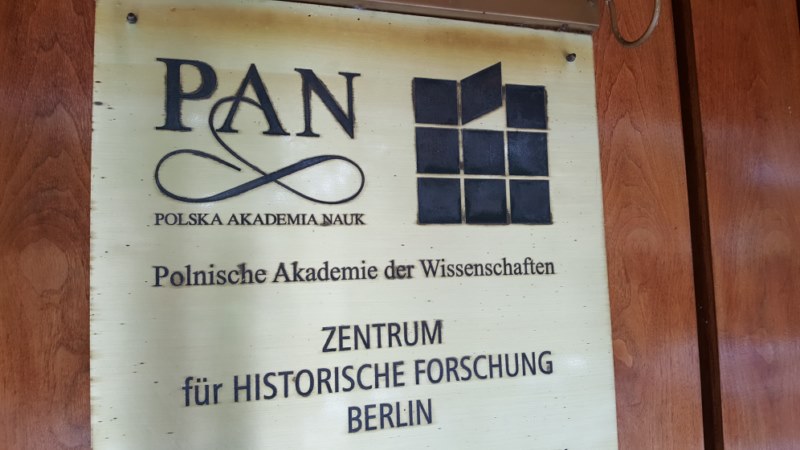 PAN
POLSKA AKADEMIA NAUK
Polnische Akademie der Wissenschaften
ZENTRUM
für HISTORISCHE FORSCHUNG
BERLIN